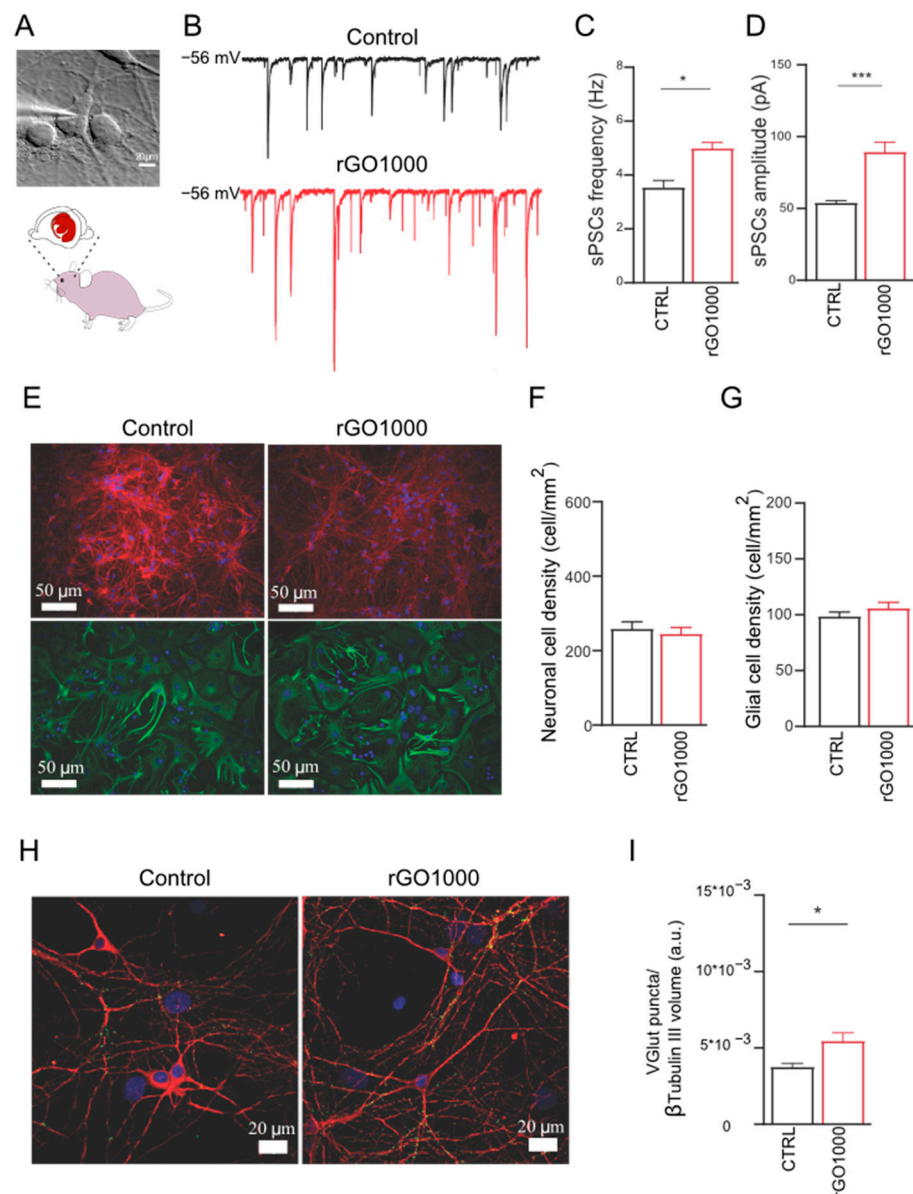 A
20 µm
B
Control
−56 mV
rGO1000
−56 mV
C
sPSCs frequency (Hz)
8
6
4
2
0
*
CTRL
rGO1000
D
sPSCs amplitude (pA)
150
100
50
0
***
CTRL
rGO1000
E
Control
rGO1000
50 µm
50 µm
50 µm
50 µm
F
Neuronal cell density (cell/mm²)
600
400
200
0
CTRL
rGO1000
G
Glial cell density (cell/mm²)
200
150
100
50
0
CTRL
rGO1000
H
Control
rGO1000
20 µm
20 µm
I
VGlut puncta/
βTubulin III volume (a.u.)
15*10⁻³
10*10⁻³
5*10⁻³
0
*
CTRL
rGO1000